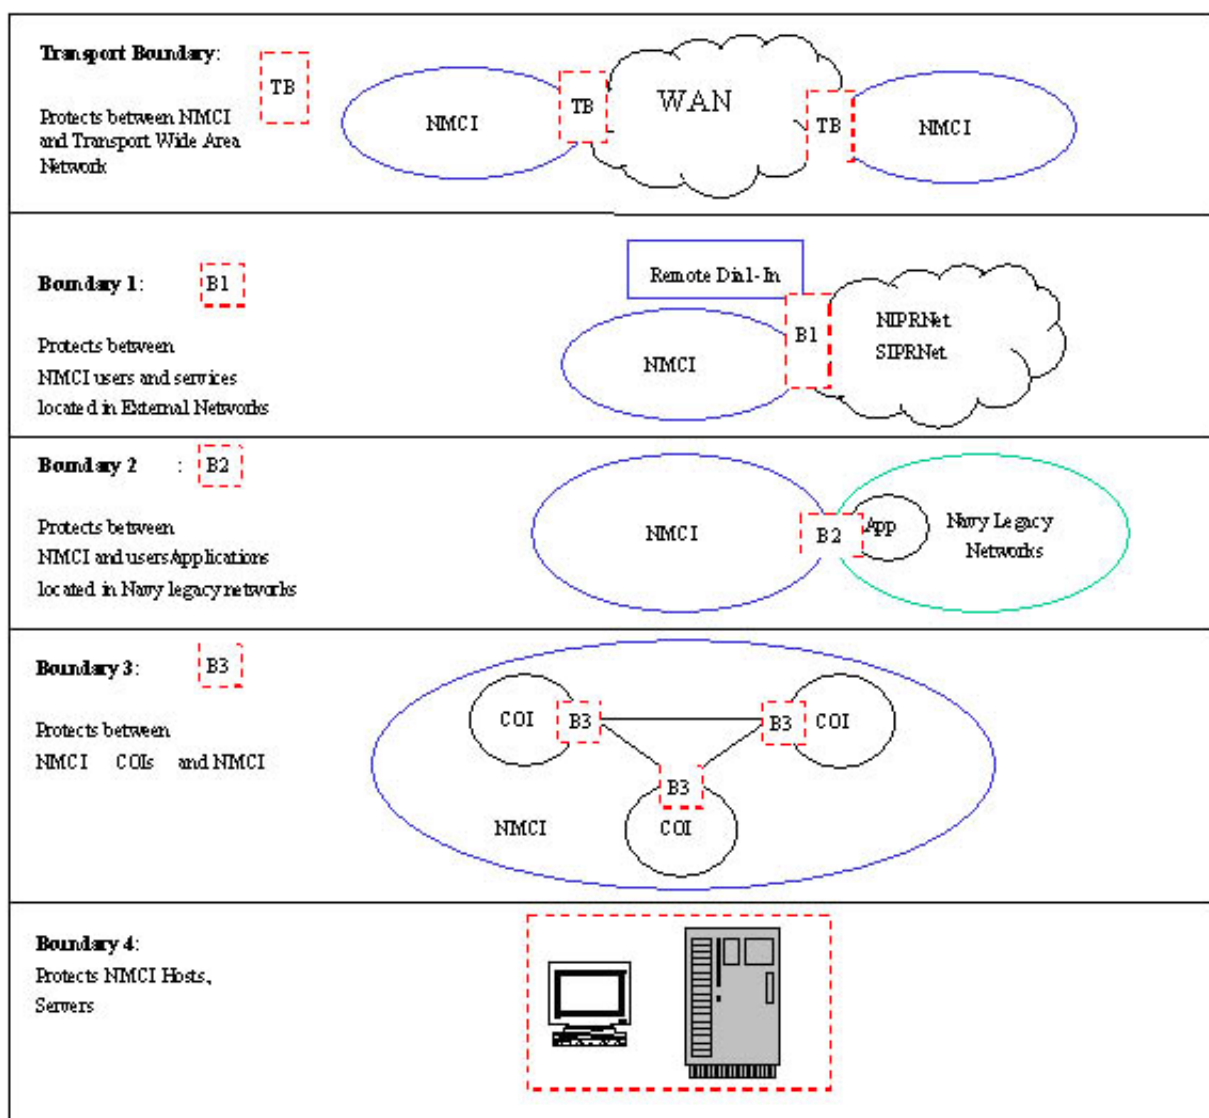 Transport Boundary:
TB
Protects between NMCI
and Transport Wide Area
Network
NMCI
TB
WAN
TB
NMCI
Boundary 1:
B1
Protects between
NMCI users and services
located in External Networks
Remote Dial-In
NMCI
B1
NIPRNet
SIPRNet
Boundary 2 :
B2
Protects between
NMCI and usersApplications
located in Navy legacy networks
NMCI
B2
App
Navy Legacy
Networks
Boundary 3:
B3
Protects between
NMCI COIs and NMCI
COI
B3
B3
COI
B3
COI
NMCI
Boundary 4:
Protects NMCI Hosts,
Servers